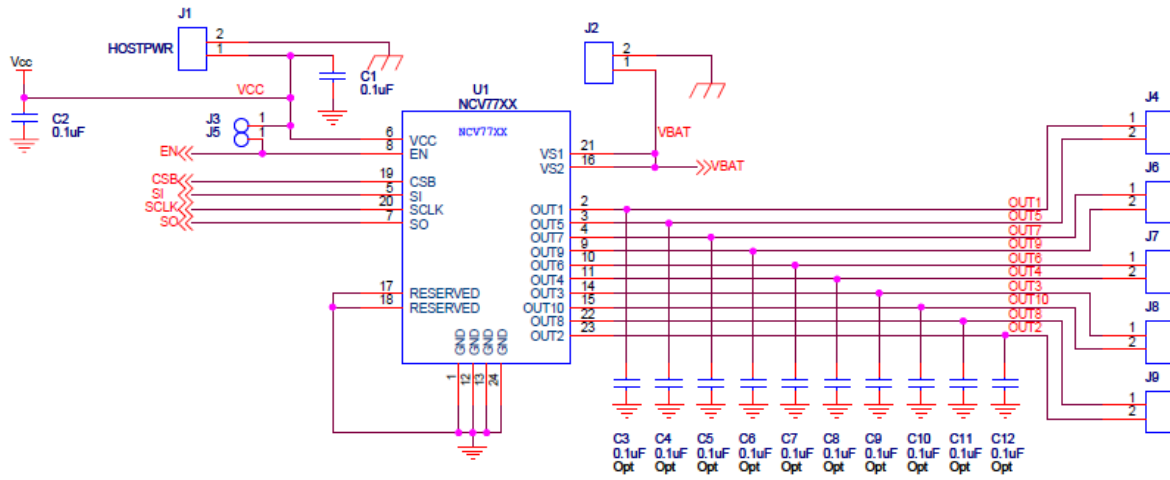 J1
2
1
HOSTPWR
Vcc
VCC
C1
0.1uF
C2
0.1uF
J3
J5
1
1
EN
CSB
SI
SCLK
SO
U1
NCV77XX
NCV77XX
6
8
19
5
20
7
17
18
VCC
EN
CSB
SI
SCLK
SO
RESERVED
RESERVED
GND
GND
GND
GND
1
12
13
24
J2
2
1
VBAT
VBAT
VS1
VS2
21
16
OUT1
OUT5
OUT7
OUT9
OUT6
OUT4
OUT3
OUT10
OUT8
OUT2
2
3
4
9
10
11
14
15
22
23
OUT1
OUT5
OUT7
OUT9
OUT6
OUT4
OUT3
OUT10
OUT8
OUT2
J4
1
2
J6
1
2
J7
1
2
J8
1
2
J9
1
2
C3 C4 C5 C6 C7 C8 C9 C10 C11 C12
0.1uF 0.1uF 0.1uF 0.1uF 0.1uF 0.1uF 0.1uF 0.1uF 0.1uF 0.1uF
Opt Opt Opt Opt Opt Opt Opt Opt Opt Opt